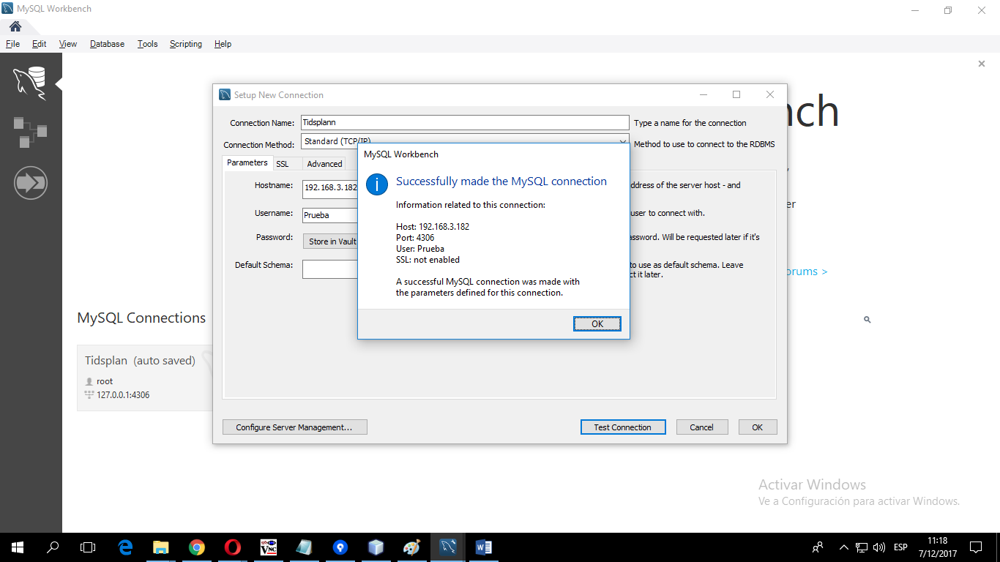 MySQL Workbench
File Edit View Database Tools Scripting Help
nch
Setup New Connection
Connection Name: Tidsplann Type a name for the connection
Connection Method: Standard (TCP/IP) Method to use to connect to the RDBMS
Parameters SSL Advanced
Hostname: 192.168.3.182 ddress of the server host - and
Username: Prueba user to connect with.
Password: Store in Vault assword. Will be requested later if it's
Default Schema: to use as default schema. Leave
ct it later.
MySQL Workbench
Successfully made the MySQL connection
Information related to this connection:
Host: 192.168.3.182
Port: 4306
User: Prueba
SSL: not enabled
A successful MySQL connection was made with
the parameters defined for this connection.
OK
Configure Server Management... Test Connection Cancel OK
er
orums >
MySQL Connections
Tidsplan (auto saved)
root
127.0.0.1:4306
Activar Windows
Ve a Configuración para activar Windows.
VNC
ESP
11:18
7/12/2017